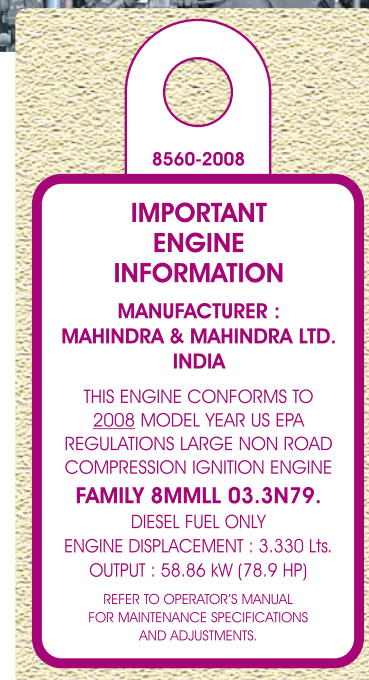 8560-2008
IMPORTANT
ENGINE
INFORMATION
MANUFACTURER :
MAHINDRA & MAHINDRA LTD.
INDIA
THIS ENGINE CONFORMS TO
2008 MODEL YEAR US EPA
REGULATIONS LARGE NON ROAD
COMPRESSION IGNITION ENGINE
FAMILY 8MMLL 03.3N79.
DIESEL FUEL ONLY
ENGINE DISPLACEMENT : 3.330 Lts.
OUTPUT : 58.86 kW (78.9 HP)
REFER TO OPERATOR'S MANUAL
FOR MAINTENANCE SPECIFICATIONS
AND ADJUSTMENTS.